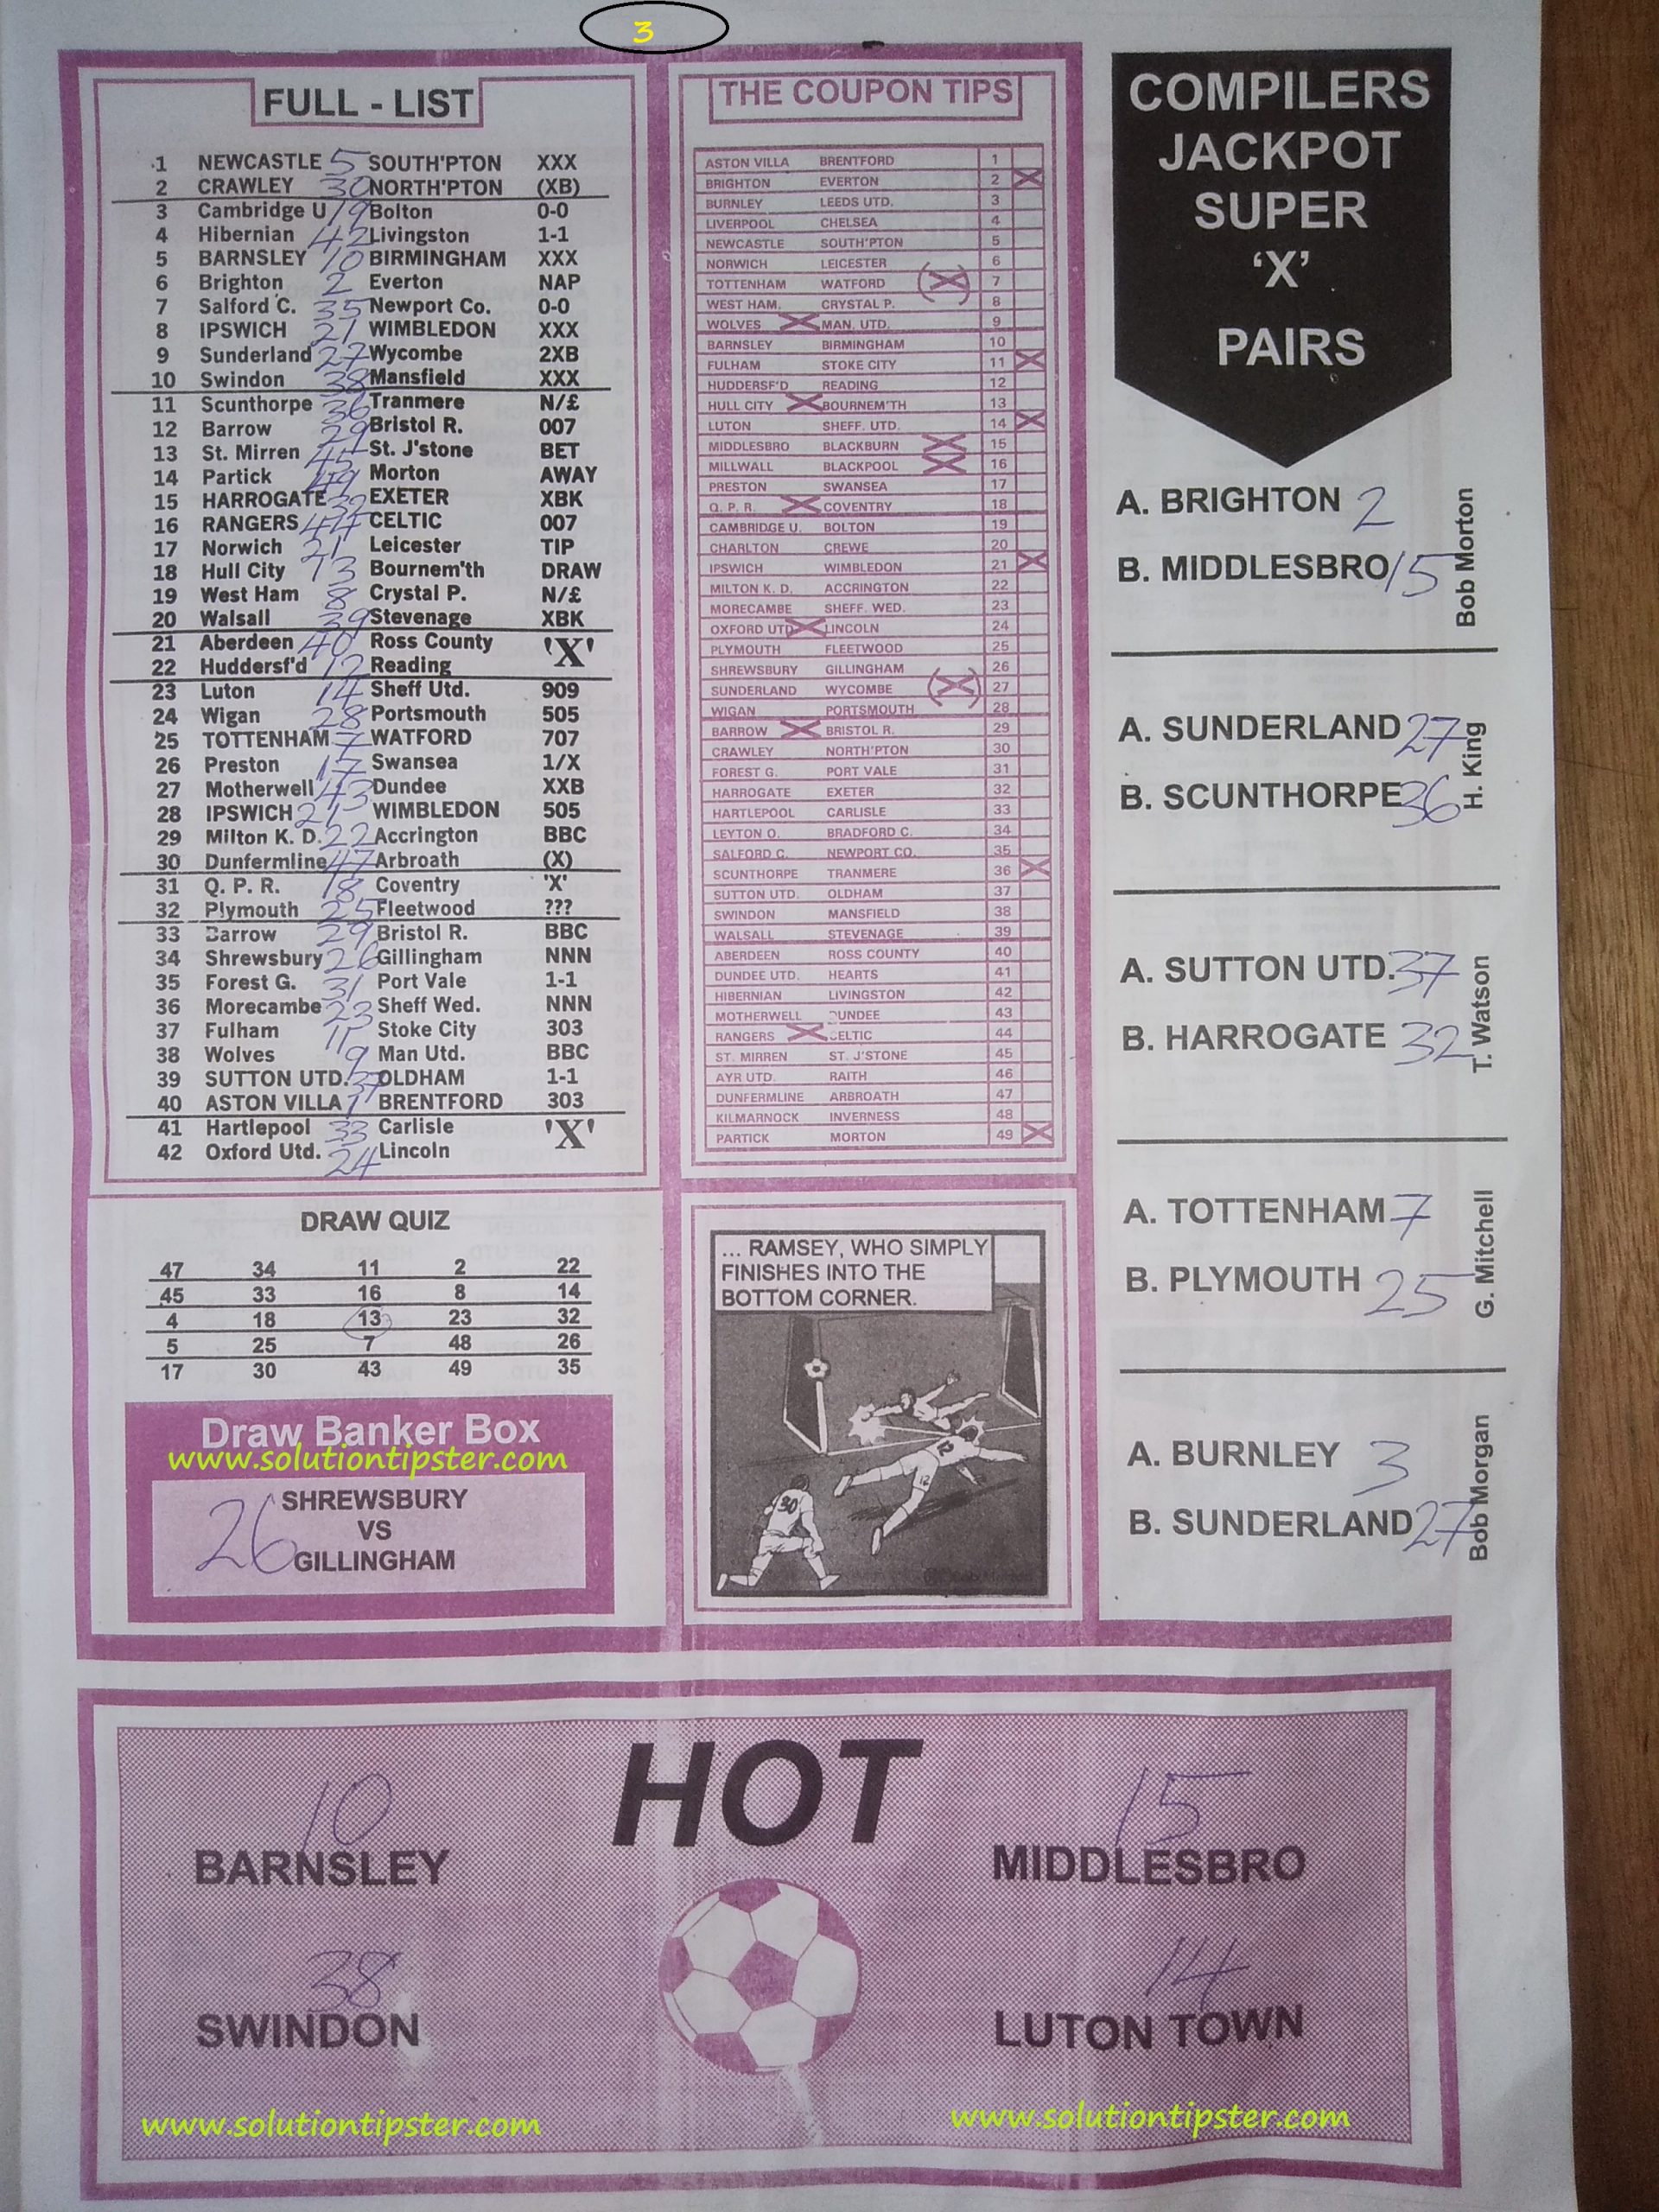 3
FULL - LIST
1 NEWCASTLE 5 SOUTH'PTON XXX
2 CRAWLEY 30 NORTH'PTON (XB)
3 Cambridge U 19 Bolton 0-0
4 Hibernian 42 Livingston 1-1
5 BARNSLEY 10 BIRMINGHAM XXX
6 Brighton 2 Everton NAP
7 Salford C. 35 Newport Co. 0-0
8 IPSWICH 21 WIMBLEDON XXX
9 Sunderland 27 Wycombe 2XB
10 Swindon 38 Mansfield XXX
11 Scunthorpe 36 Tranmere N/£
12 Barrow 29 Bristol R. 007
13 St. Mirren 45 St. J'stone BET
14 Partick 49 Morton AWAY
15 HARROGATE 32 EXETER XBK
16 RANGERS 44 CELTIC 007
17 Norwich 21 Leicester TIP
18 Hull City 13 Bournem'th DRAW
19 West Ham 8 Crystal P. N/£
20 Walsall 39 Stevenage XBK
21 Aberdeen 40 Ross County 'X'
22 Huddersf'd 12 Reading
23 Luton 14 Sheff Utd. 909
24 Wigan 28 Portsmouth 505
25 TOTTENHAM 7 WATFORD 707
26 Preston 17 Swansea 1/X
27 Motherwell 43 Dundee XXB
28 IPSWICH 21 WIMBLEDON 505
29 Milton K. D. 22 Accrington BBC
30 Dunfermline 47 Arbroath (X)
31 Q. P. R. 18 Coventry 'X'
32 Plymouth 25 Fleetwood ???
33 Barrow 29 Bristol R. BBC
34 Shrewsbury 26 Gillingham NNN
35 Forest G. 31 Port Vale 1-1
36 Morecambe 23 Sheff Wed. NNN
37 Fulham 11 Stoke City 303
38 Wolves 9 Man Utd. BBC
39 SUTTON UTD. 37 OLDHAM 1-1
40 ASTON VILLA 1 BRENTFORD 303
41 Hartlepool 33 Carlisle 'X'
42 Oxford Utd. 24 Lincoln
DRAW QUIZ
47 34 11 2 22
45 33 16 8 14
4 18 13 23 32
5 25 7 48 26
17 30 43 49 35
Draw Banker Box
www.solutiontipster.com
SHREWSBURY
26 VS
GILLINGHAM
THE COUPON TIPS
ASTON VILLA BRENTFORD 1
BRIGHTON EVERTON 2 X
BURNLEY LEEDS UTD. 3
LIVERPOOL CHELSEA 4
NEWCASTLE SOUTH'PTON 5
NORWICH LEICESTER 6
TOTTENHAM WATFORD (X) 7
WEST HAM. CRYSTAL P. 8
WOLVES X MAN. UTD. 9
BARNSLEY BIRMINGHAM 10
FULHAM STOKE CITY 11 X
HUDDERSF'D READING 12
HULL CITY X BOURNEM'TH 13
LUTON SHEFF. UTD. 14 X
MIDDLESBRO BLACKBURN X 15
MILLWALL BLACKPOOL X 16
PRESTON SWANSEA 17
Q. P. R. X COVENTRY 18
CAMBRIDGE U. BOLTON 19
CHARLTON CREWE 20
IPSWICH WIMBLEDON 21 X
MILTON K. D. ACCRINGTON 22
MORECAMBE SHEFF. WED. 23
OXFORD UTD X LINCOLN 24
PLYMOUTH FLEETWOOD 25
SHREWSBURY GILLINGHAM 26
SUNDERLAND WYCOMBE (X) 27
WIGAN PORTSMOUTH 28
BARROW X BRISTOL R. 29
CRAWLEY NORTH'PTON 30
FOREST G. PORT VALE 31
HARROGATE EXETER 32
HARTLEPOOL CARLISLE 33
LEYTON O. BRADFORD C. 34
SALFORD C. NEWPORT CO. 35
SCUNTHORPE TRANMERE 36 X
SUTTON UTD. OLDHAM 37
SWINDON MANSFIELD 38
WALSALL STEVENAGE 39
ABERDEEN ROSS COUNTY 40
DUNDEE UTD. HEARTS 41
HIBERNIAN LIVINGSTON 42
MOTHERWELL DUNDEE 43
RANGERS X CELTIC 44
ST. MIRREN ST. J'STONE 45
AYR UTD. RAITH 46
DUNFERMLINE ARBROATH 47
KILMARNOCK INVERNESS 48
PARTICK MORTON 49 X
... RAMSEY, WHO SIMPLY
FINISHES INTO THE
BOTTOM CORNER.
12
12
30
COMPILERS
JACKPOT
SUPER
‘X’
PAIRS
A. BRIGHTON 2
B. MIDDLESBRO 15
Bob Morton
A. SUNDERLAND 27
B. SCUNTHORPE 36
H. King
A. SUTTON UTD. 37
B. HARROGATE 32
T. Watson
A. TOTTENHAM 7
B. PLYMOUTH 25
G. Mitchell
A. BURNLEY 3
B. SUNDERLAND 27
Bob Morgan
HOT
10
BARNSLEY
15
MIDDLESBRO
38
SWINDON
14
LUTON TOWN
www.solutiontipster.com
www.solutiontipster.com